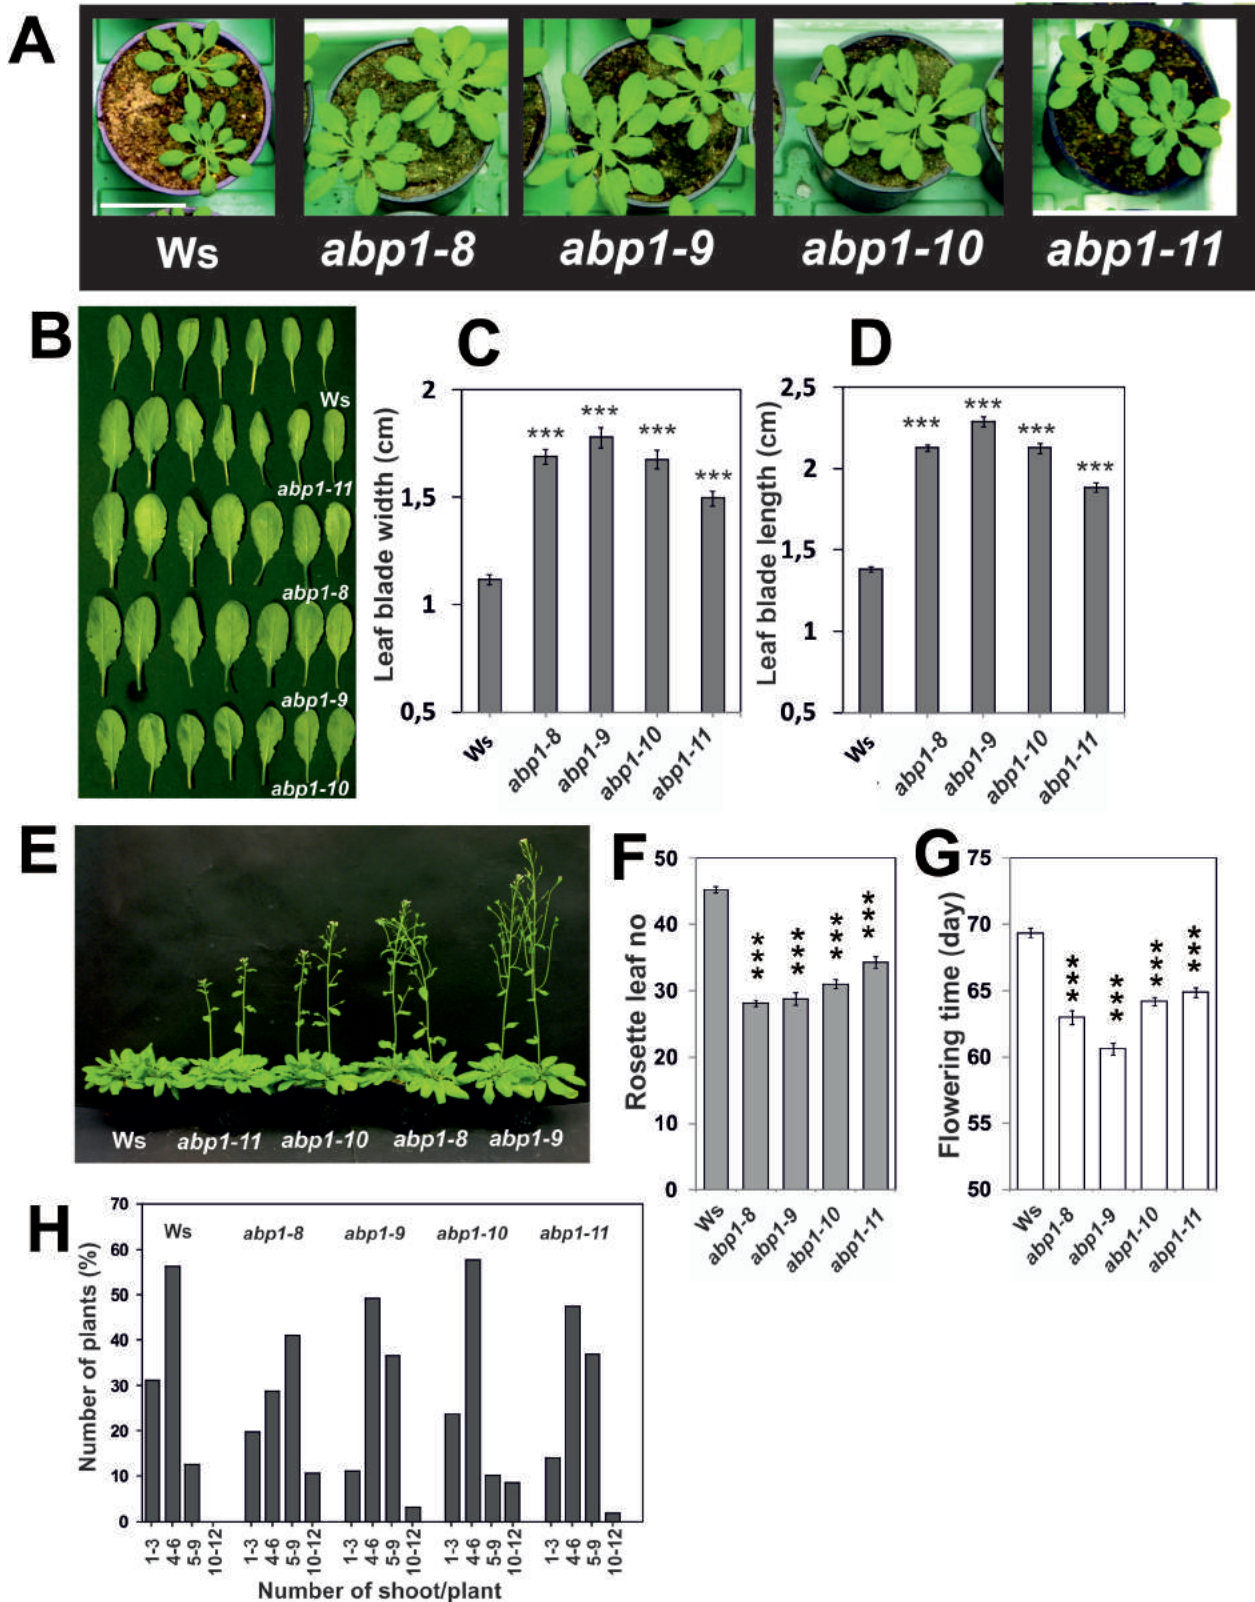 A
Ws
abp1-8
abp1-9
abp1-10
abp1-11
B
Ws
abp1-11
abp1-8
abp1-9
abp1-10
C
Leaf blade width (cm)
2
1,5
1
0,5
***
***
***
***
Ws
abp1-8
abp1-9
abp1-10
abp1-11
D
Leaf blade length (cm)
2,5
2
1,5
1
0,5
***
***
***
***
Ws
abp1-8
abp1-9
abp1-10
abp1-11
E
Ws
abp1-11
abp1-10
abp1-8
abp1-9
F
Rosette leaf no
50
40
30
20
10
0
***
***
***
***
Ws
abp1-8
abp1-9
abp1-10
abp1-11
G
Flowering time (day)
75
70
65
60
55
50
***
***
***
***
Ws
abp1-8
abp1-9
abp1-10
abp1-11
H
Number of plants (%)
70
60
50
40
30
20
10
0
Ws
abp1-8
abp1-9
abp1-10
abp1-11
1-3
4-6
5-9
10-12
1-3
4-6
5-9
10-12
1-3
4-6
5-9
10-12
1-3
4-6
5-9
10-12
1-3
4-6
5-9
10-12
Number of shoot/plant